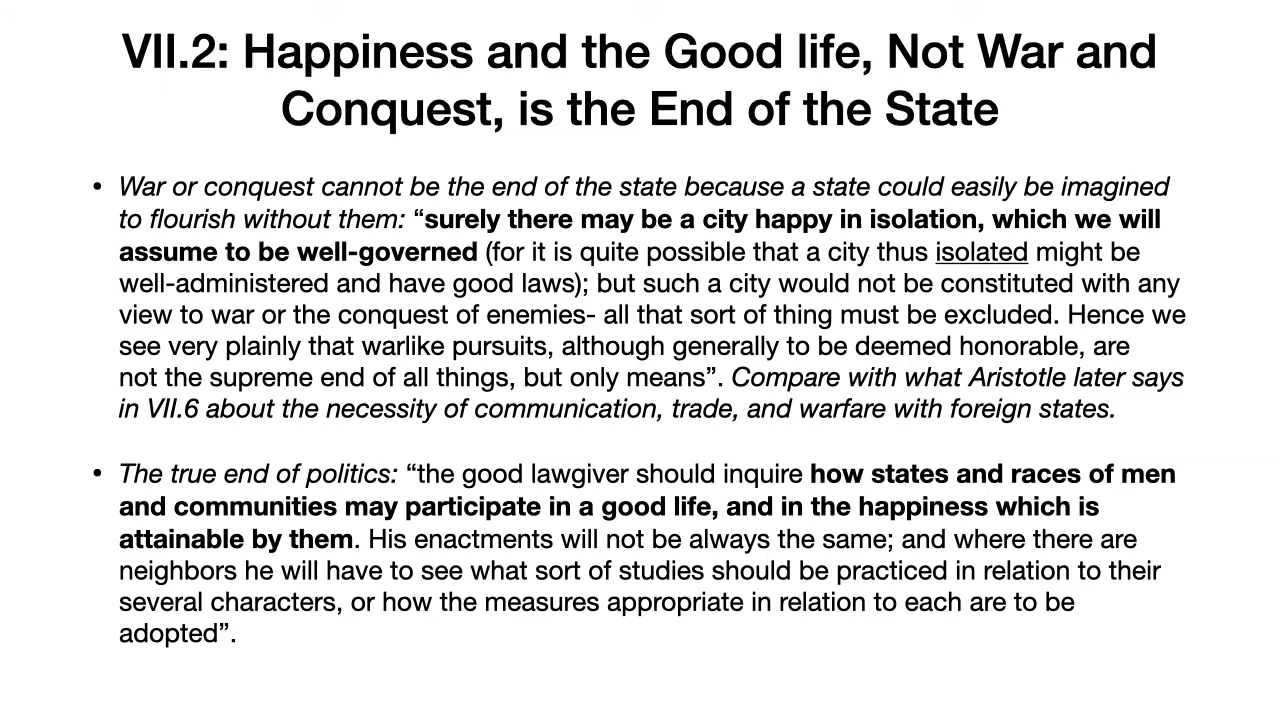 VII.2: Happiness and the Good life, Not War and
Conquest, is the End of the State
• War or conquest cannot be the end of the state because a state could easily be imagined
to flourish without them: “surely there may be a city happy in isolation, which we will
assume to be well-governed (for it is quite possible that a city thus isolated might be
well-administered and have good laws); but such a city would not be constituted with any
view to war or the conquest of enemies- all that sort of thing must be excluded. Hence we
see very plainly that warlike pursuits, although generally to be deemed honorable, are
not the supreme end of all things, but only means”. Compare with what Aristotle later says
in VII.6 about the necessity of communication, trade, and warfare with foreign states.
• The true end of politics: “the good lawgiver should inquire how states and races of men
and communities may participate in a good life, and in the happiness which is
attainable by them. His enactments will not be always the same; and where there are
neighbors he will have to see what sort of studies should be practiced in relation to their
several characters, or how the measures appropriate in relation to each are to be
adopted”.